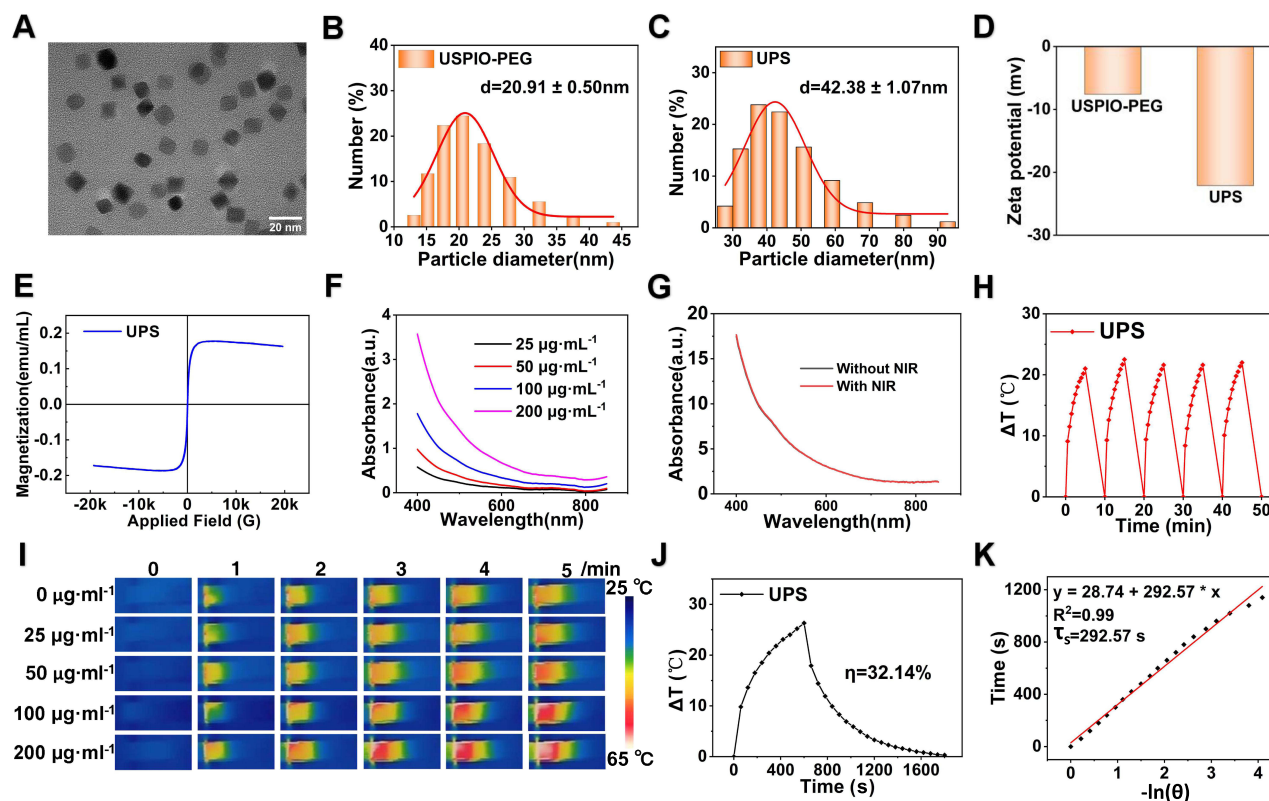 A
20 nm
B
USPIO-PEG
d=20.91 ± 0.50nm
Number (%)
40
30
20
10
0
10 15 20 25 30 35 40 45
Particle diameter(nm)
C
UPS
d=42.38 ± 1.07nm
Number (%)
30
20
10
0
30 40 50 60 70 80 90
Particle diameter(nm)
D
Zeta potential (mv)
0
-10
-20
-30
USPIO-PEG
UPS
E
UPS
Magnetization(emu/mL)
0.2
0.1
0.0
-0.1
-0.2
-20k -10k 0 10k 20k
Applied Field (G)
F
25 μg·mL-1
50 μg·mL-1
100 μg·mL-1
200 μg·mL-1
Absorbance(a.u.)
4
3
2
1
0
400 600 800
Wavelength(nm)
G
Without NIR
With NIR
Absorbance(a.u.)
20
15
10
5
0
400 600 800
Wavelength(nm)
H
UPS
ΔT (℃)
30
20
10
0
0 10 20 30 40 50
Time (min)
I
0 1 2 3 4 5 /min
0 μg·ml-1
25 μg·ml-1
50 μg·ml-1
100 μg·ml-1
200 μg·ml-1
25 ℃
65 ℃
J
UPS
η=32.14%
ΔT (℃)
30
20
10
0
0 400 800 1200 1600
Time (s)
K
y = 28.74 + 292.57 * x
R2=0.99
τs=292.57 s
Time (s)
1200
800
400
0
0 1 2 3 4
-ln(θ)